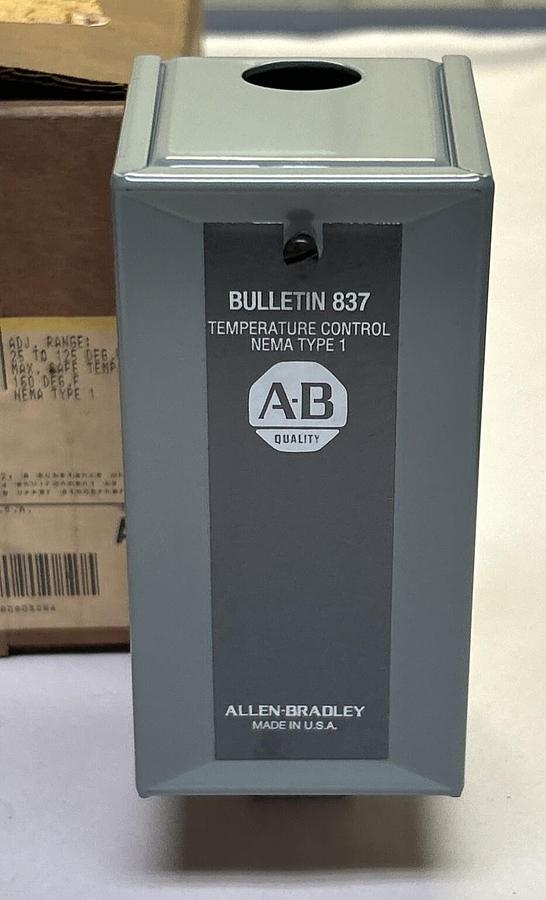 BULLETIN 837
TEMPERATURE CONTROL
NEMA TYPE 1
A-B
QUALITY
ALLEN-BRADLEY
MADE IN U.S.A.
ADJ. RANGE:
25 TO 125 DEG.
MAX. SAFE TEMP
160 DEG.F
NEMA TYPE 1